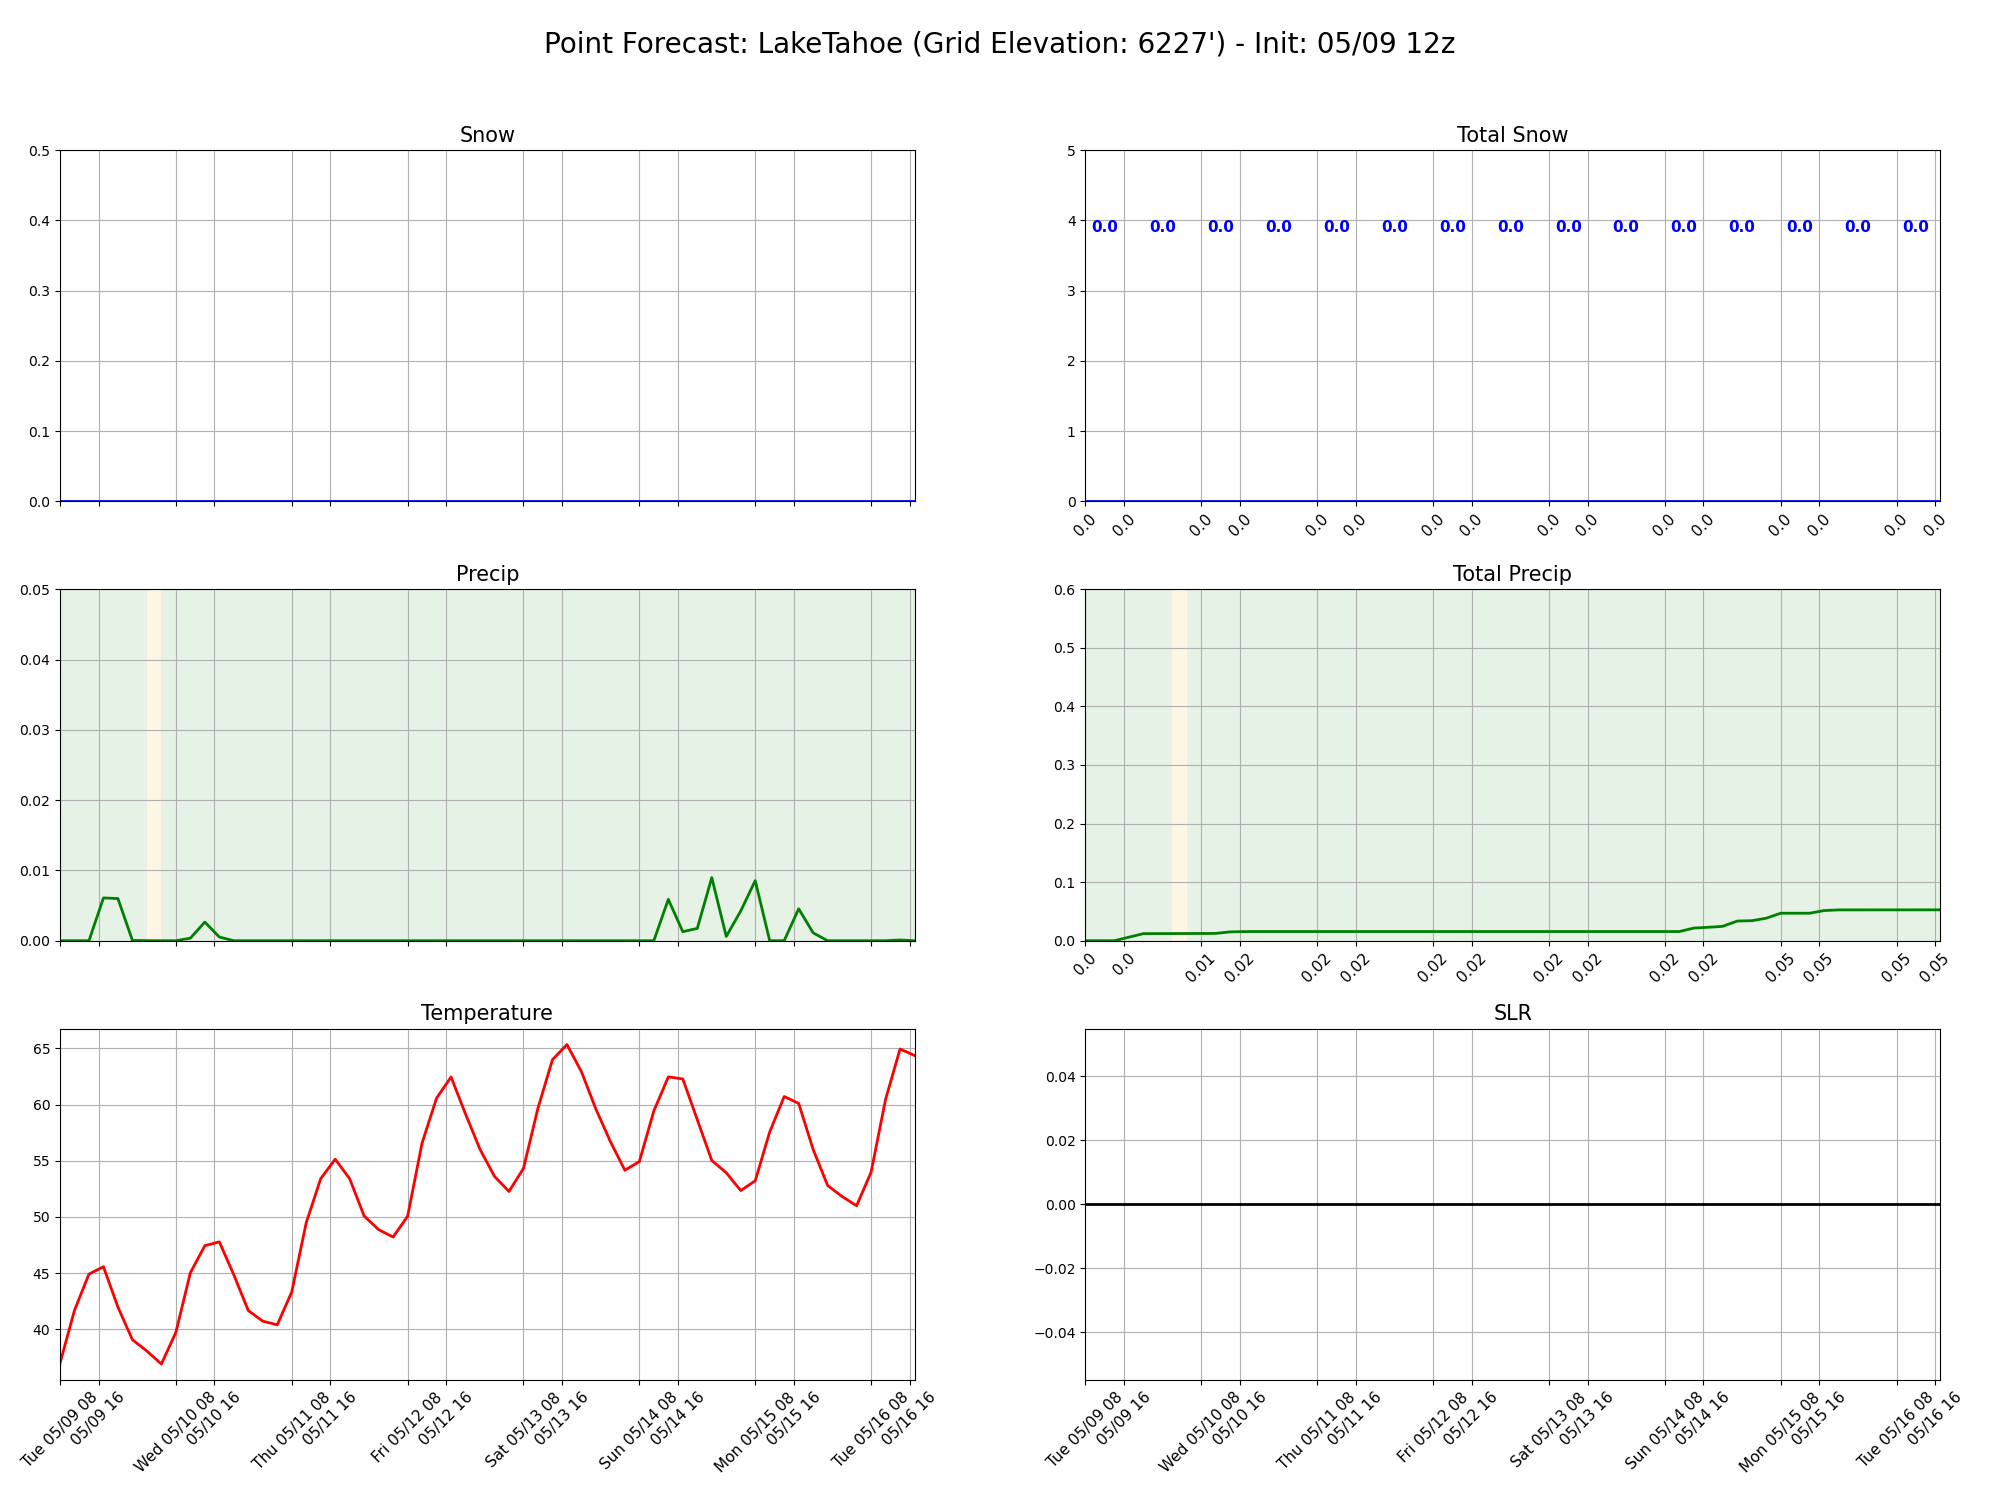 Point Forecast: LakeTahoe (Grid Elevation: 6227') - Init: 05/09 12z
Snow
0.5
0.4
0.3
0.2
0.1
0.0
Total Snow
5
4
3
2
1
0
0.0 0.0 0.0 0.0 0.0 0.0 0.0 0.0 0.0 0.0 0.0 0.0 0.0 0.0 0.0
0.0 0.0 0.0 0.0 0.0 0.0 0.0 0.0 0.0 0.0 0.0 0.0 0.0 0.0 0.0 0.0
Precip
0.05
0.04
0.03
0.02
0.01
0.00
Total Precip
0.6
0.5
0.4
0.3
0.2
0.1
0.0
0.0 0.0 0.01 0.02 0.02 0.02 0.02 0.02 0.02 0.02 0.02 0.02 0.05 0.05 0.05 0.05
Temperature
65
60
55
50
45
40
Tue 05/09 08
05/09 16
Wed 05/10 08
05/10 16
Thu 05/11 08
05/11 16
Fri 05/12 08
05/12 16
Sat 05/13 08
05/13 16
Sun 05/14 08
05/14 16
Mon 05/15 08
05/15 16
Tue 05/16 08
05/16 16
SLR
0.04
0.02
0.00
−0.02
−0.04
Tue 05/09 08
05/09 16
Wed 05/10 08
05/10 16
Thu 05/11 08
05/11 16
Fri 05/12 08
05/12 16
Sat 05/13 08
05/13 16
Sun 05/14 08
05/14 16
Mon 05/15 08
05/15 16
Tue 05/16 08
05/16 16